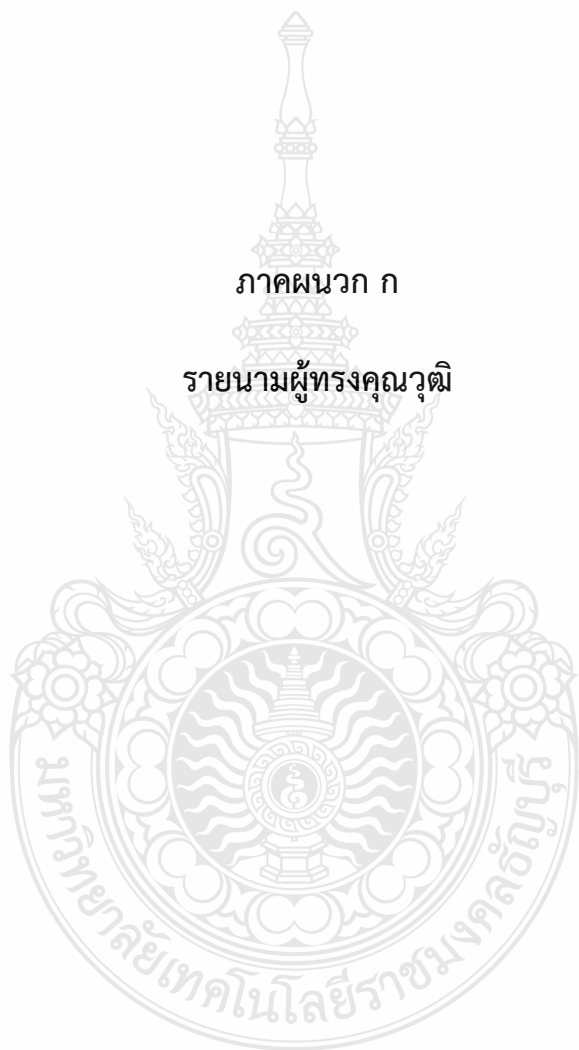 ภาคผนวก ก
รายนามผู้ทรงคุณวุฒิ
มหาวิทยาลัยเทคโนโลยีราชมงคลธัญบุรี